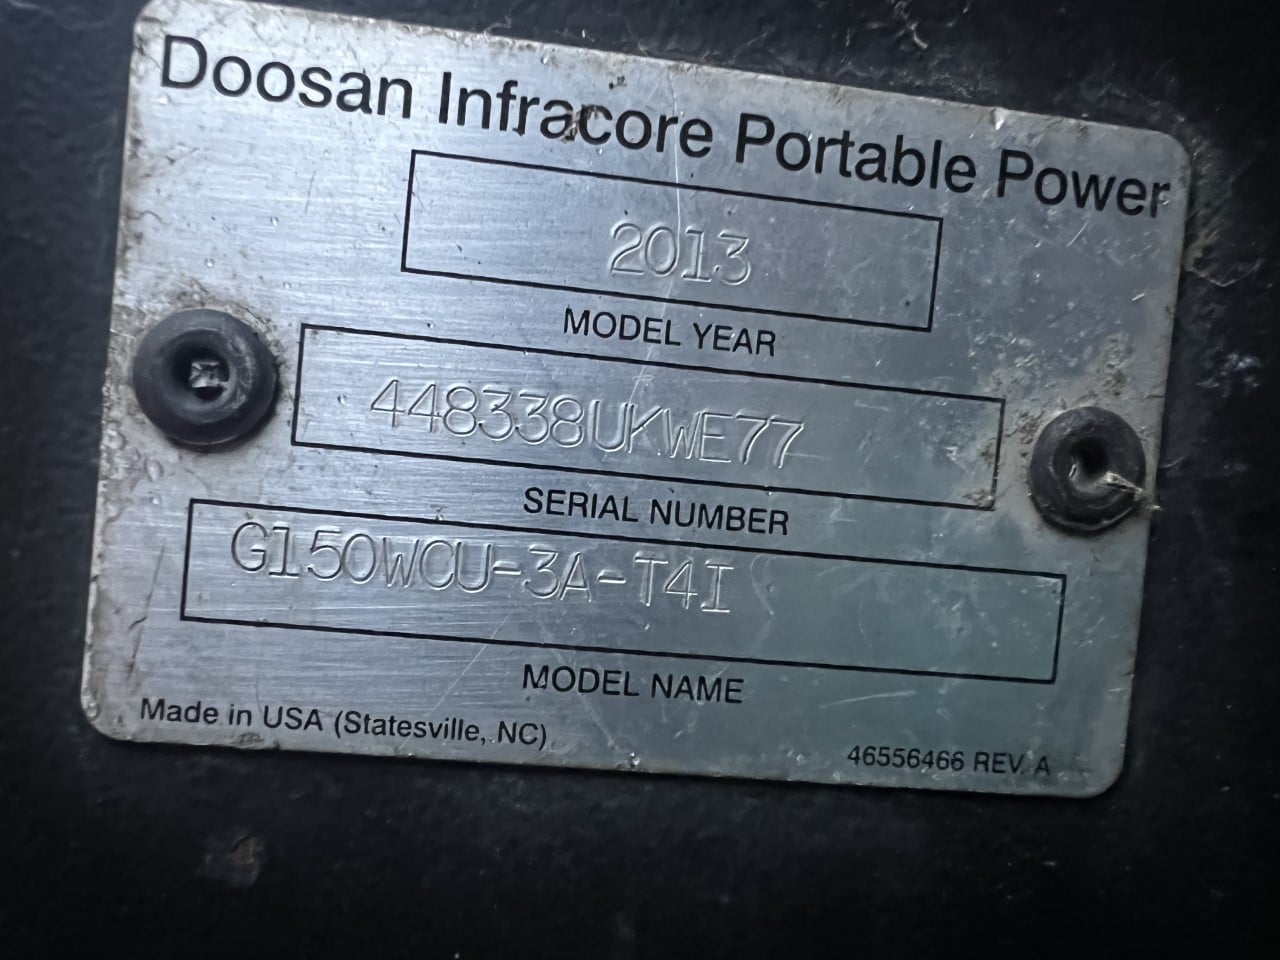 Doosan Infracore Portable Power
2013
MODEL YEAR
448338UKWE77
SERIAL NUMBER
G150WCU-3A-T4I
MODEL NAME
Made in USA (Statesville, NC)
46556466 REV. A